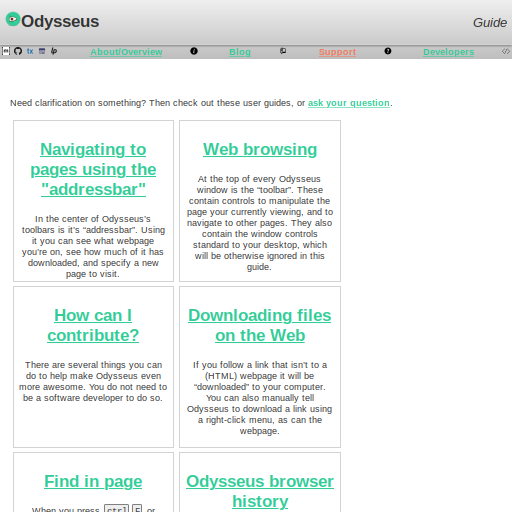 Odysseus
Guide
About/Overview
Blog
Support
Developers
Need clarification on something? Then check out these user guides, or ask your question.
Navigating to
pages using the
"addressbar"
In the center of Odysseus's
toolbars is it's “addressbar”. Using
it you can see what webpage
you're on, see how much of it has
downloaded, and specify a new
page to visit.
Web browsing
At the top of every Odysseus
window is the “toolbar”. These
contain controls to manipulate the
page your currently viewing, and to
navigate to other pages. They also
contain the window controls
standard to your desktop, which
will be otherwise ignored in this
guide.
How can I
contribute?
There are several things you can
do to help make Odysseus even
more awesome. You do not need to
be a software developer to do so.
Downloading files
on the Web
If you follow a link that isn't to a
(HTML) webpage it will be
“downloaded” to your computer.
You can also manually tell
Odysseus to download a link using
a right-click menu, as can the
webpage.
Find in page
When you press ctrl F, or
Odysseus browser
history